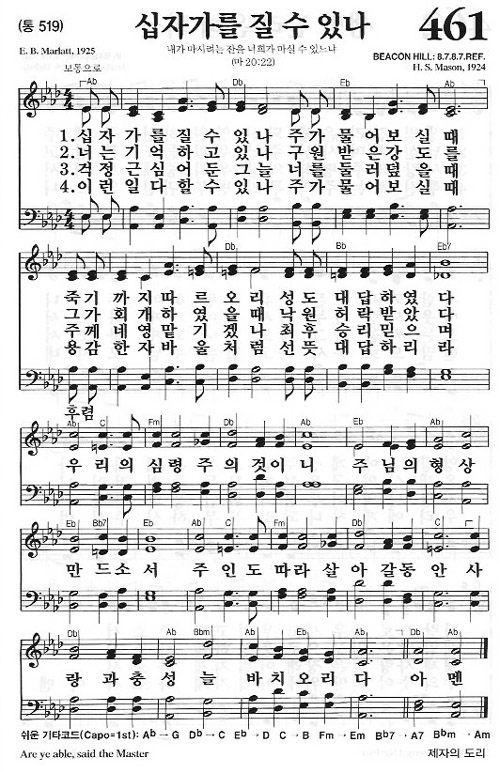 (통 519)
십자가를 질 수 있나
461
E. B. Marlatt, 1925
내가 마시려는 잔을 너희가 마실 수 있느냐
(마 20:22)
BEACON HILL: 8.7.8.7.REF.
H. S. Mason, 1924
보통으로
Ab Db Eb Ab
1. 십 자 가 를 질 수 있 나 주 가 물 어 보 실 때
2. 너 는 기 억 하 고 있 나 구 원 받 은 강 도 를
3. 걱 정 근 심 어 둔 그 늘 너 를 둘 러 덮 을 때
4. 이 런 일 다 할 수 있 나 주 가 물 어 보 실 때
Db Bb Eb7
죽 기 까 지 따 르 오 리 성 도 대 답 하 였 다
그 가 회 개 하 였 을 때 낙 원 허 락 받 았 다
주 께 네 영 맡 기 겠 나 최 후 승 리 믿 으 며
용 감 한 자 바 울 처 럼 선 뜻 대 답 하 리 라
후렴
Ab C Fm Db Ab Eb Ab
우 리 의 심 령 주 의 것 이 니 주 님 의 형 상
Eb Bb7 Eb Ab C Fm Db C
만 드 소 서 주 인 도 따 라 살 아 갈 동 안 사
Db Ab Bbm Ab Eb Ab Db Ab
랑 과 충 성 늘 바 치 오 리 다 아 멘
쉬운 기타코드(Capo=1st): Ab→G Db→C Eb→D C→B Fm→Em Bb7→A7 Bbm→Am
Are ye able, said the Master
제자의 도리